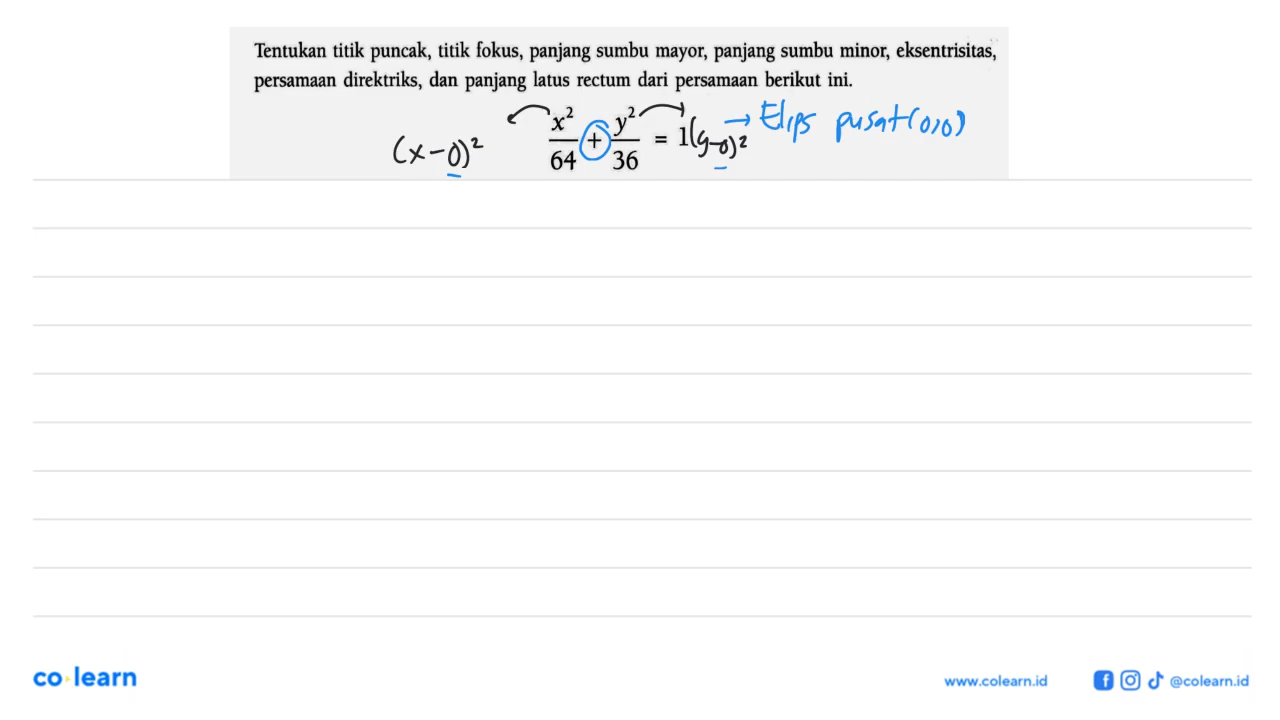 Tentukan titik puncak, titik fokus, panjang sumbu mayor, panjang sumbu minor, eksentrisitas,
persamaan direktriks, dan panjang latus rectum dari persamaan berikut ini.
(x-0)² x²/64 + y²/36 = 1 (y-0)² → Elips pusat (0,0)
co learn
www.colearn.id @colearn.id